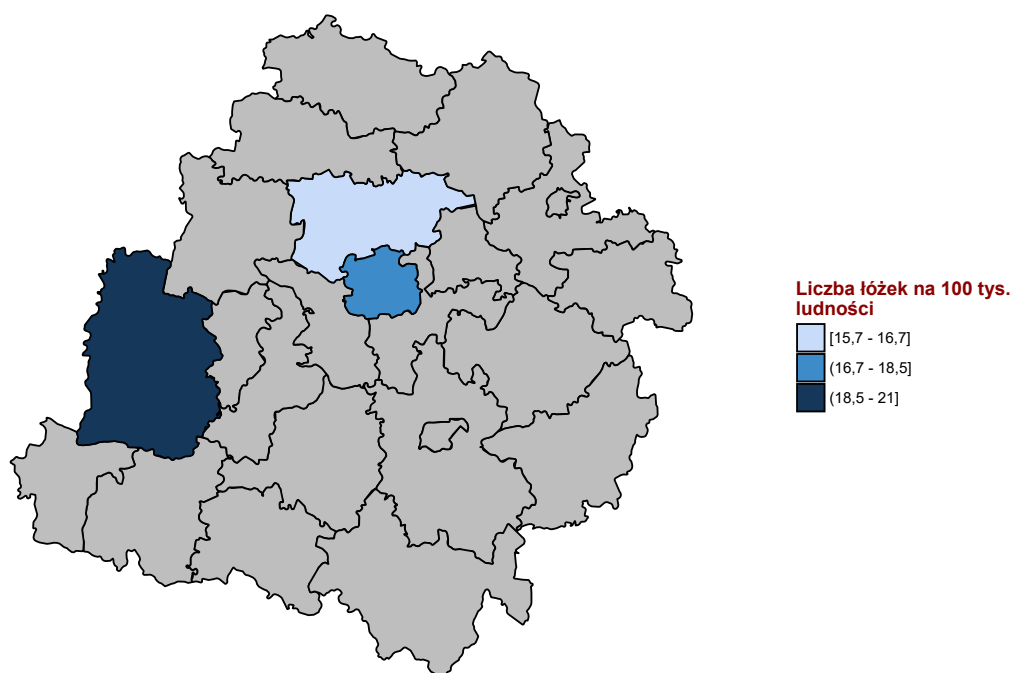 Liczba łóżek na 100 tys.
ludności
[15,7 - 16,7]
(16,7 - 18,5]
(18,5 - 21]